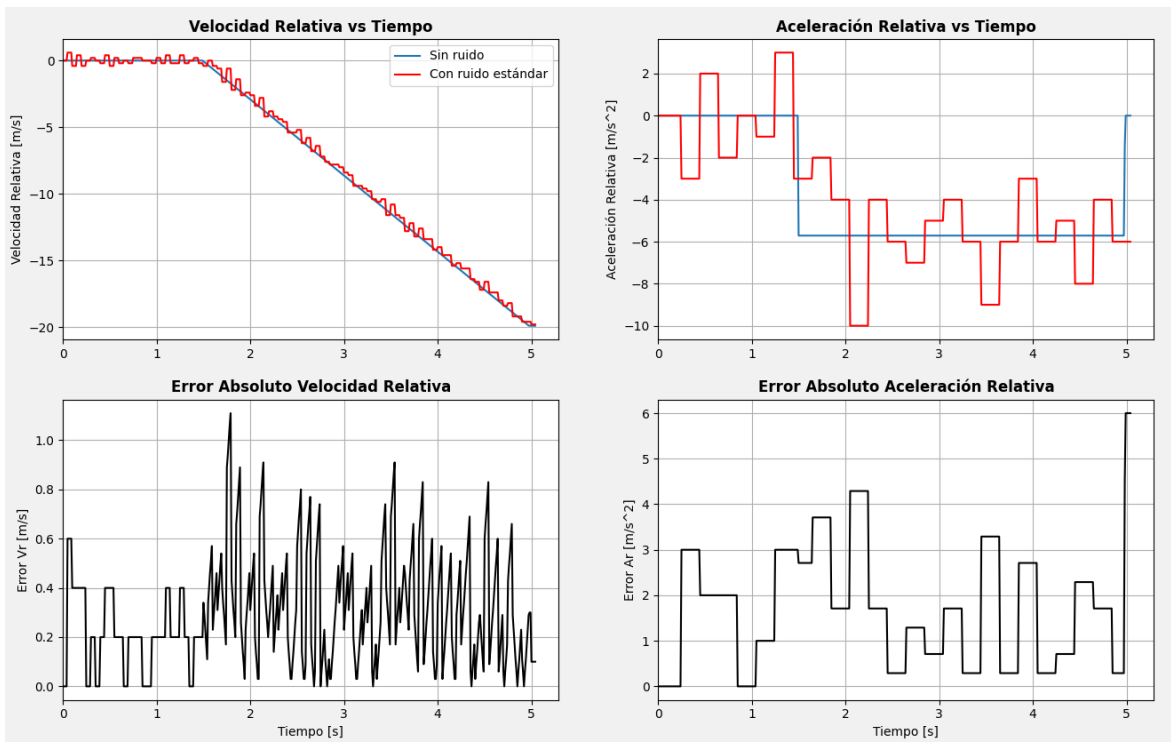 Velocidad Relativa vs Tiempo
Velocidad Relativa [m/s]
0
−5
−10
−15
−20
Sin ruido
Con ruido estándar
0 1 2 3 4 5
Aceleración Relativa vs Tiempo
Aceleración Relativa [m/s^2]
2
0
−2
−4
−6
−8
−10
0 1 2 3 4 5
Error Absoluto Velocidad Relativa
Error Vr [m/s]
1.0
0.8
0.6
0.4
0.2
0.0
0 1 2 3 4 5
Tiempo [s]
Error Absoluto Aceleración Relativa
Error Ar [m/s^2]
6
5
4
3
2
1
0
0 1 2 3 4 5
Tiempo [s]